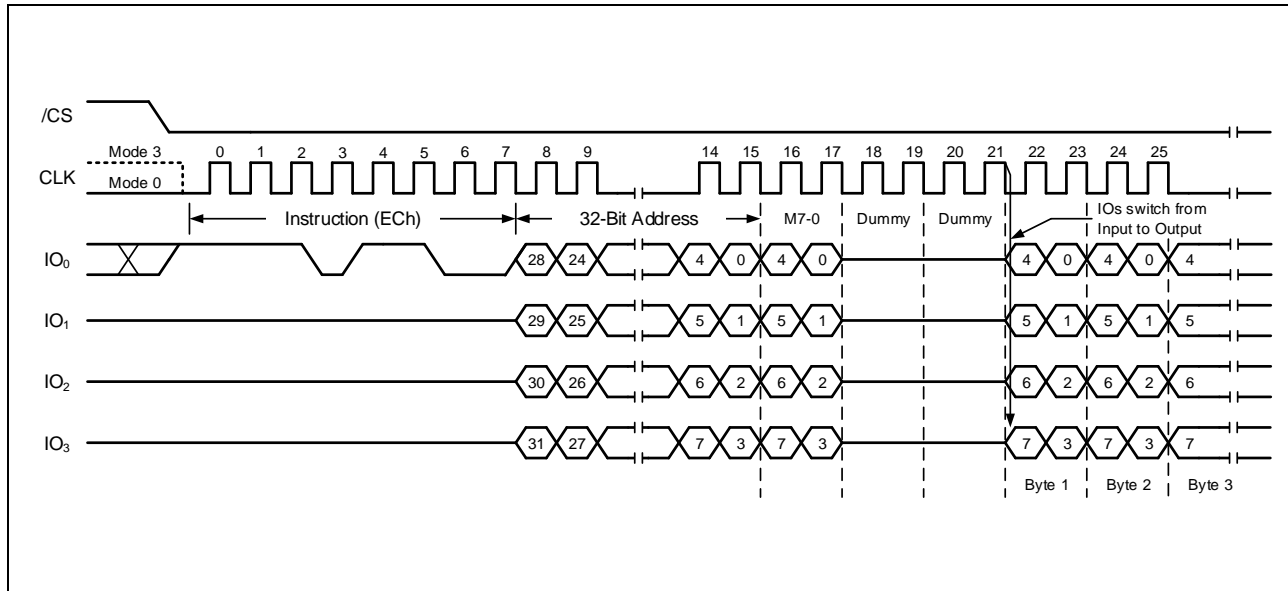 /CS
Mode 3 0 1 2 3 4 5 6 7 8 9 14 15 16 17 18 19 20 21 22 23 24 25
CLK Mode 0
Instruction (ECh) 32-Bit Address M7-0 Dummy Dummy IOs switch from
Input to Output
IO0 28 24 4 0 4 0 4 0 4 0 4
IO1 29 25 5 1 5 1 5 1 5 1 5
IO2 30 26 6 2 6 2 6 2 6 2 6
IO3 31 27 7 3 7 3 7 3 7 3 7
Byte 1 Byte 2 Byte 3